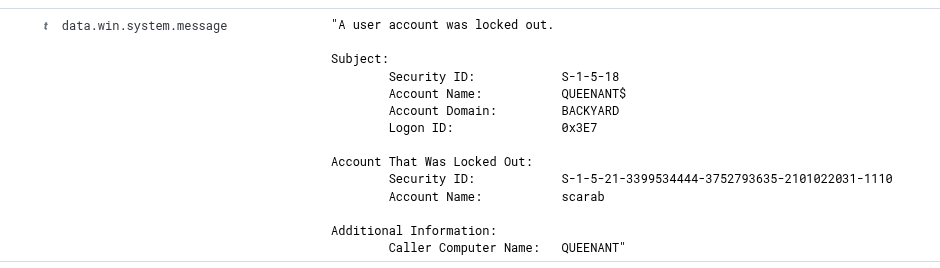 t data.win.system.message "A user account was locked out.
Subject:
Security ID: S-1-5-18
Account Name: QUEENANT$
Account Domain: BACKYARD
Logon ID: 0x3E7
Account That Was Locked Out:
Security ID: S-1-5-21-3399534444-3752793635-2101022031-1110
Account Name: scarab
Additional Information:
Caller Computer Name: QUEENANT"